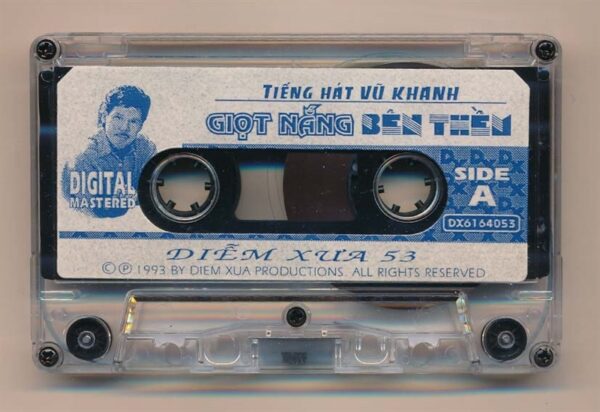 TIẾNG HÁT VŨ KHANH
GIỌT NẮNG BÊN THỀM
DIGITAL
MASTERED
SIDE
A
DX6164053
DIỄM XƯA 53
©℗ 1993 BY DIEM XUA PRODUCTIONS. ALL RIGHTS RESERVED